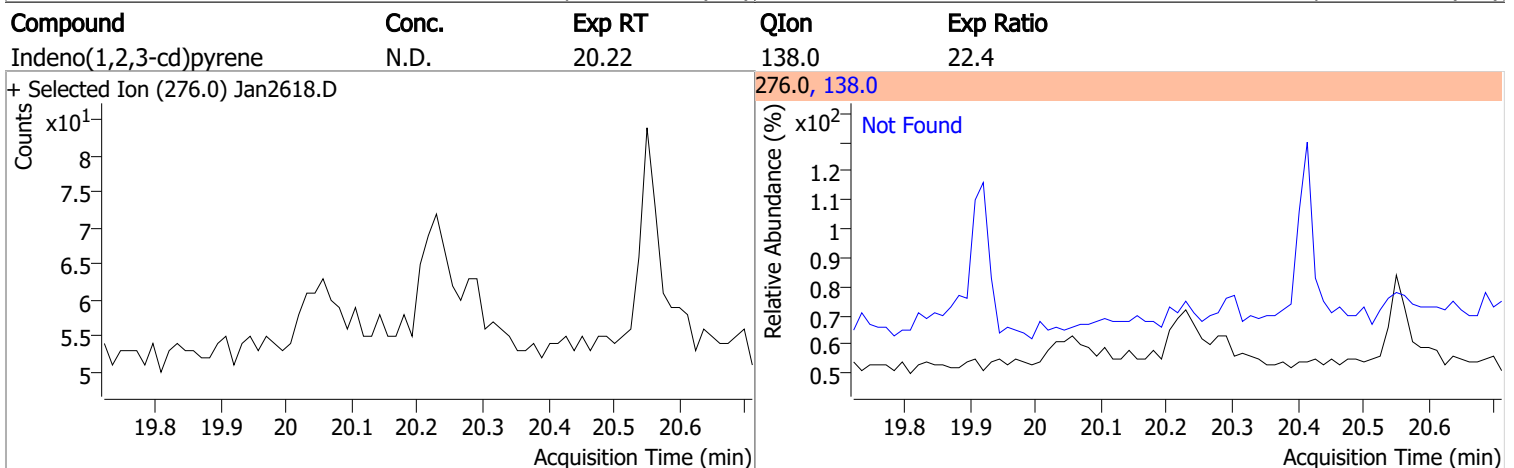 Compound Conc. Exp RT QIon Exp Ratio
Indeno(1,2,3-cd)pyrene N.D. 20.22 138.0 22.4
+ Selected Ion (276.0) Jan2618.D
Counts
x10¹
8
7.5
7
6.5
6
5.5
5
19.8 19.9 20 20.1 20.2 20.3 20.4 20.5 20.6
Acquisition Time (min)
276.0, 138.0
Relative Abundance (%)
x10²
Not Found
1.2
1.1
1
0.9
0.8
0.7
0.6
0.5
19.8 19.9 20 20.1 20.2 20.3 20.4 20.5 20.6
Acquisition Time (min)